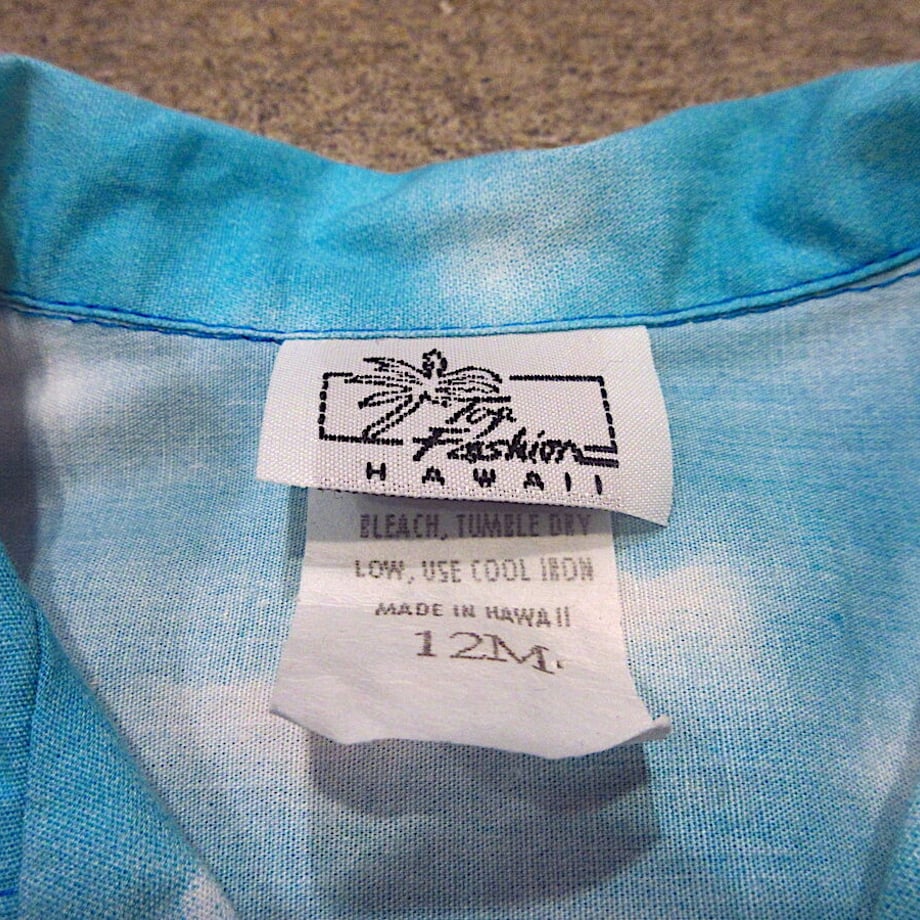 Top
Fashion
HAWAII
BLEACH, TUMBLE DRY
LOW, USE COOL IRON
MADE IN HAWAII
12M.